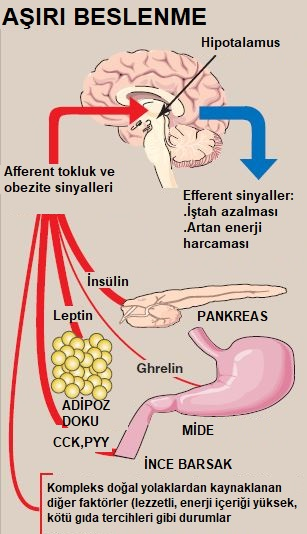 AŞIRI BESLENME
Hipotalamus
Afferent tokluk ve
obezite sinyalleri
Efferent sinyaller:
.İştah azalması
.Artan enerji
harcaması
İnsülin
PANKREAS
Leptin
Ghrelin
ADİPOZ
DOKU
MİDE
CCK,PYY
İNCE BARSAK
Kompleks doğal yolaklardan kaynaklanan
diğer faktörler (lezzetli, enerji içeriği yüksek,
kötü gıda tercihleri gibi durumlar